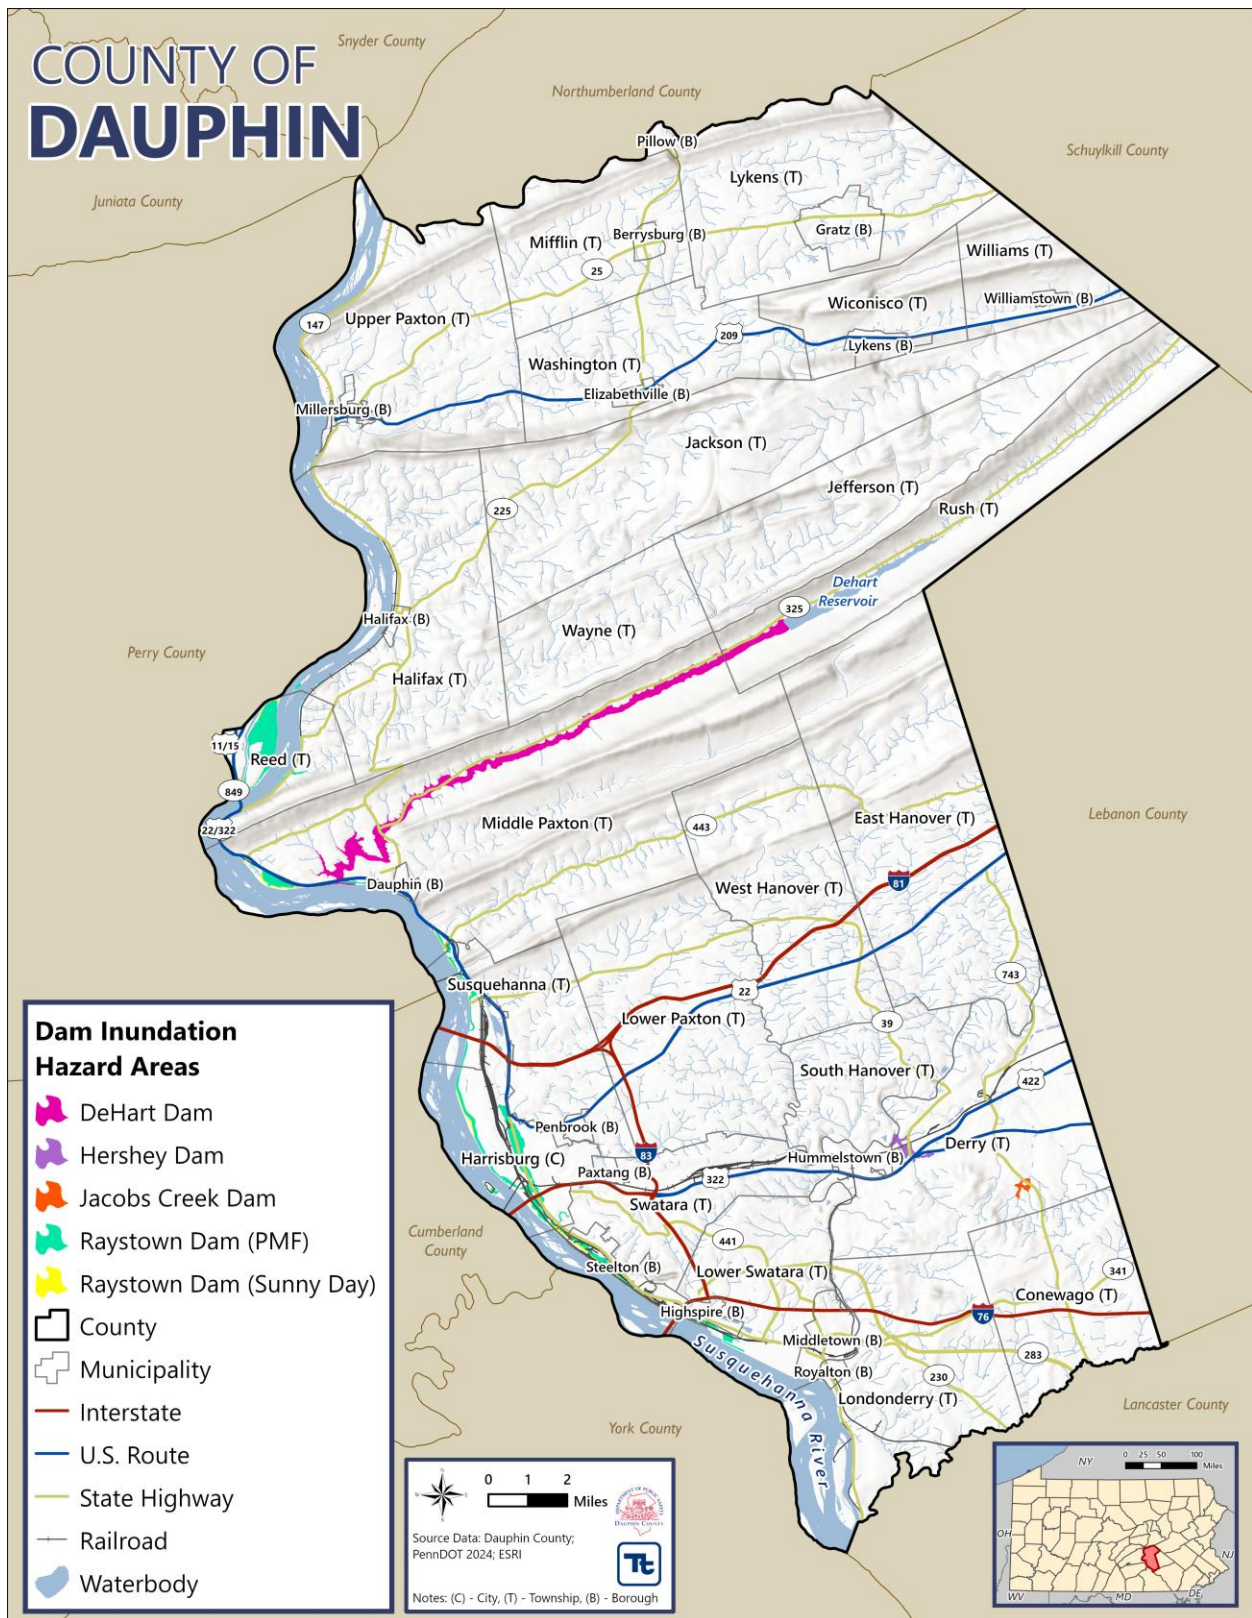 COUNTY OF
DAUPHIN
Snyder County
Northumberland County
Schuylkill County
Juniata County
Pillow (B)
Lykens (T)
Mifflin (T)
Berrysburg (B)
Gratz (B)
Williams (T)
25
Wiconisco (T)
Williamstown (B)
147
Upper Paxton (T)
209
Lykens (B)
Washington (T)
Elizabethville (B)
Millersburg (B)
Jackson (T)
Jefferson (T)
225
Rush (T)
Dehart
Reservoir
325
Halifax (B)
Wayne (T)
Perry County
Halifax (T)
11/15
Reed (T)
849
22/322
Middle Paxton (T)
443
East Hanover (T)
Lebanon County
Dauphin (B)
West Hanover (T)
81
743
Susquehanna (T)
22
Lower Paxton (T)
39
South Hanover (T)
422
Penbrook (B)
83
Harrisburg (C)
Paxtang (B)
Hummelstown (B)
Derry (T)
322
Swatara (T)
Cumberland
County
441
Steelton (B)
Lower Swatara (T)
341
Conewago (T)
Highspire (B)
76
Middletown (B)
283
Susquehanna River
Royalton (B)
230
Londonderry (T)
York County
Lancaster County
Dam Inundation
Hazard Areas
DeHart Dam
Hershey Dam
Jacobs Creek Dam
Raystown Dam (PMF)
Raystown Dam (Sunny Day)
County
Municipality
Interstate
U.S. Route
State Highway
Railroad
Waterbody
0 1 2
Miles
DEPARTMENT OF PUBLIC SAFETY
DAUPHIN COUNTY
Source Data: Dauphin County;
PennDOT 2024; ESRI
Tt
Notes: (C) - City, (T) - Township, (B) - Borough
0 25 50 100
Miles
NY
OH
NJ
WV
MD
DE